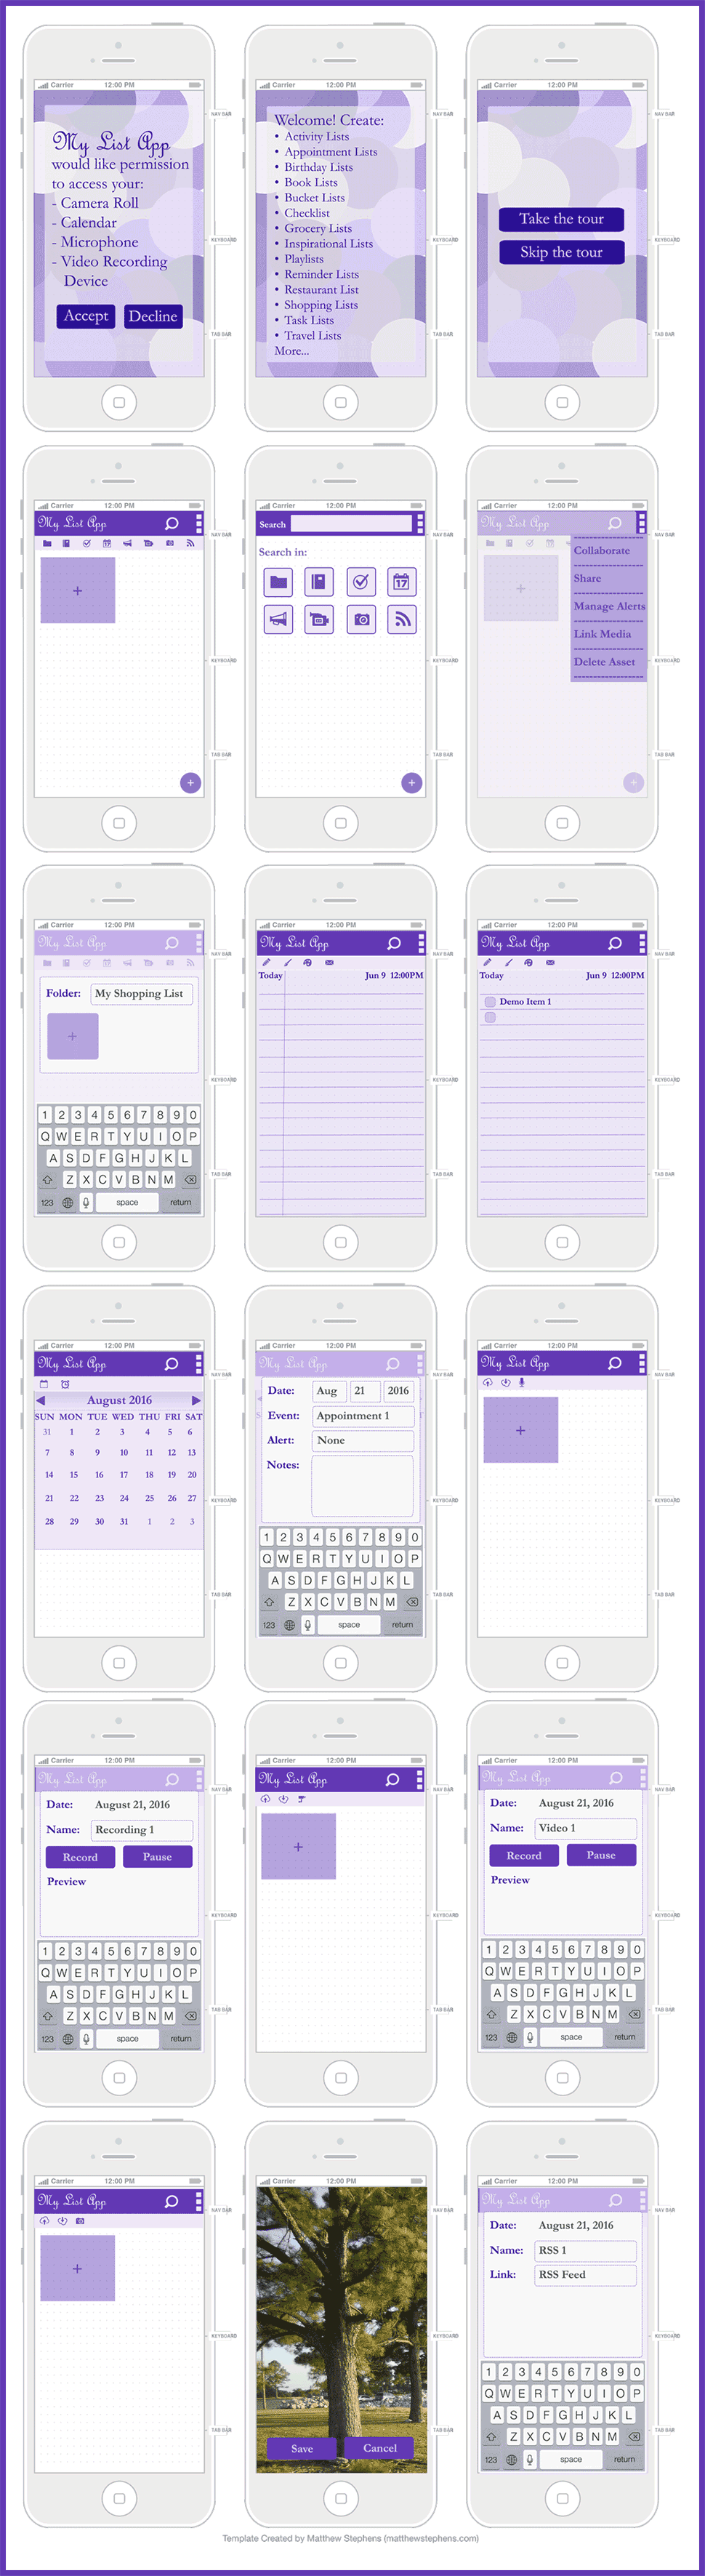 Carrier 12:00 PM
My List App
would like permission
to access your:
- Camera Roll
- Calendar
- Microphone
- Video Recording
Device
Accept Decline
NAV BAR
KEYBOARD
TAB BAR
Carrier 12:00 PM
Welcome! Create:
• Activity Lists
• Appointment Lists
• Birthday Lists
• Book Lists
• Bucket Lists
• Checklist
• Grocery Lists
• Inspirational Lists
• Playlists
• Reminder Lists
• Restaurant List
• Shopping Lists
• Task Lists
• Travel Lists
More...
NAV BAR
KEYBOARD
TAB BAR
Carrier 12:00 PM
Take the tour
Skip the tour
NAV BAR
KEYBOARD
TAB BAR
Carrier 12:00 PM
My List App
+
+
NAV BAR
KEYBOARD
TAB BAR
Carrier 12:00 PM
Search
Search in:
17
+
NAV BAR
KEYBOARD
TAB BAR
Carrier 12:00 PM
My List App
Collaborate
Share
Manage Alerts
Link Media
Delete Asset
+
+
NAV BAR
KEYBOARD
TAB BAR
Carrier 12:00 PM
My List App
Folder: My Shopping List
+
1 2 3 4 5 6 7 8 9 0
Q W E R T Y U I O P
A S D F G H J K L
Z X C V B N M
123 space return
NAV BAR
KEYBOARD
TAB BAR
Carrier 12:00 PM
My List App
Today Jun 9 12:00PM
NAV BAR
KEYBOARD
TAB BAR
Carrier 12:00 PM
My List App
Today Jun 9 12:00PM
Demo Item 1
NAV BAR
KEYBOARD
TAB BAR
Carrier 12:00 PM
My List App
August 2016
SUN MON TUE WED THU FRI SAT
31 1 2 3 4 5 6
7 8 9 10 11 12 13
14 15 16 17 18 19 20
21 22 23 24 25 26 27
28 29 30 31 1 2 3
NAV BAR
KEYBOARD
TAB BAR
Carrier 12:00 PM
My List App
Date: Aug 21 2016
Event: Appointment 1
Alert: None
Notes:
1 2 3 4 5 6 7 8 9 0
Q W E R T Y U I O P
A S D F G H J K L
Z X C V B N M
123 space return
NAV BAR
KEYBOARD
TAB BAR
Carrier 12:00 PM
My List App
+
NAV BAR
KEYBOARD
TAB BAR
Carrier 12:00 PM
My List App
Date: August 21, 2016
Name: Recording 1
Record Pause
Preview
1 2 3 4 5 6 7 8 9 0
Q W E R T Y U I O P
A S D F G H J K L
Z X C V B N M
123 space return
NAV BAR
KEYBOARD
TAB BAR
Carrier 12:00 PM
My List App
+
NAV BAR
KEYBOARD
TAB BAR
Carrier 12:00 PM
My List App
Date: August 21, 2016
Name: Video 1
Record Pause
Preview
1 2 3 4 5 6 7 8 9 0
Q W E R T Y U I O P
A S D F G H J K L
Z X C V B N M
123 space return
NAV BAR
KEYBOARD
TAB BAR
Carrier 12:00 PM
My List App
+
NAV BAR
KEYBOARD
TAB BAR
Carrier 12:00 PM
Save Cancel
NAV BAR
KEYBOARD
TAB BAR
Carrier 12:00 PM
My List App
Date: August 21, 2016
Name: RSS 1
Link: RSS Feed
1 2 3 4 5 6 7 8 9 0
Q W E R T Y U I O P
A S D F G H J K L
Z X C V B N M
123 space return
NAV BAR
KEYBOARD
TAB BAR
Template Created by Matthew Stephens (matthewstephens.com)